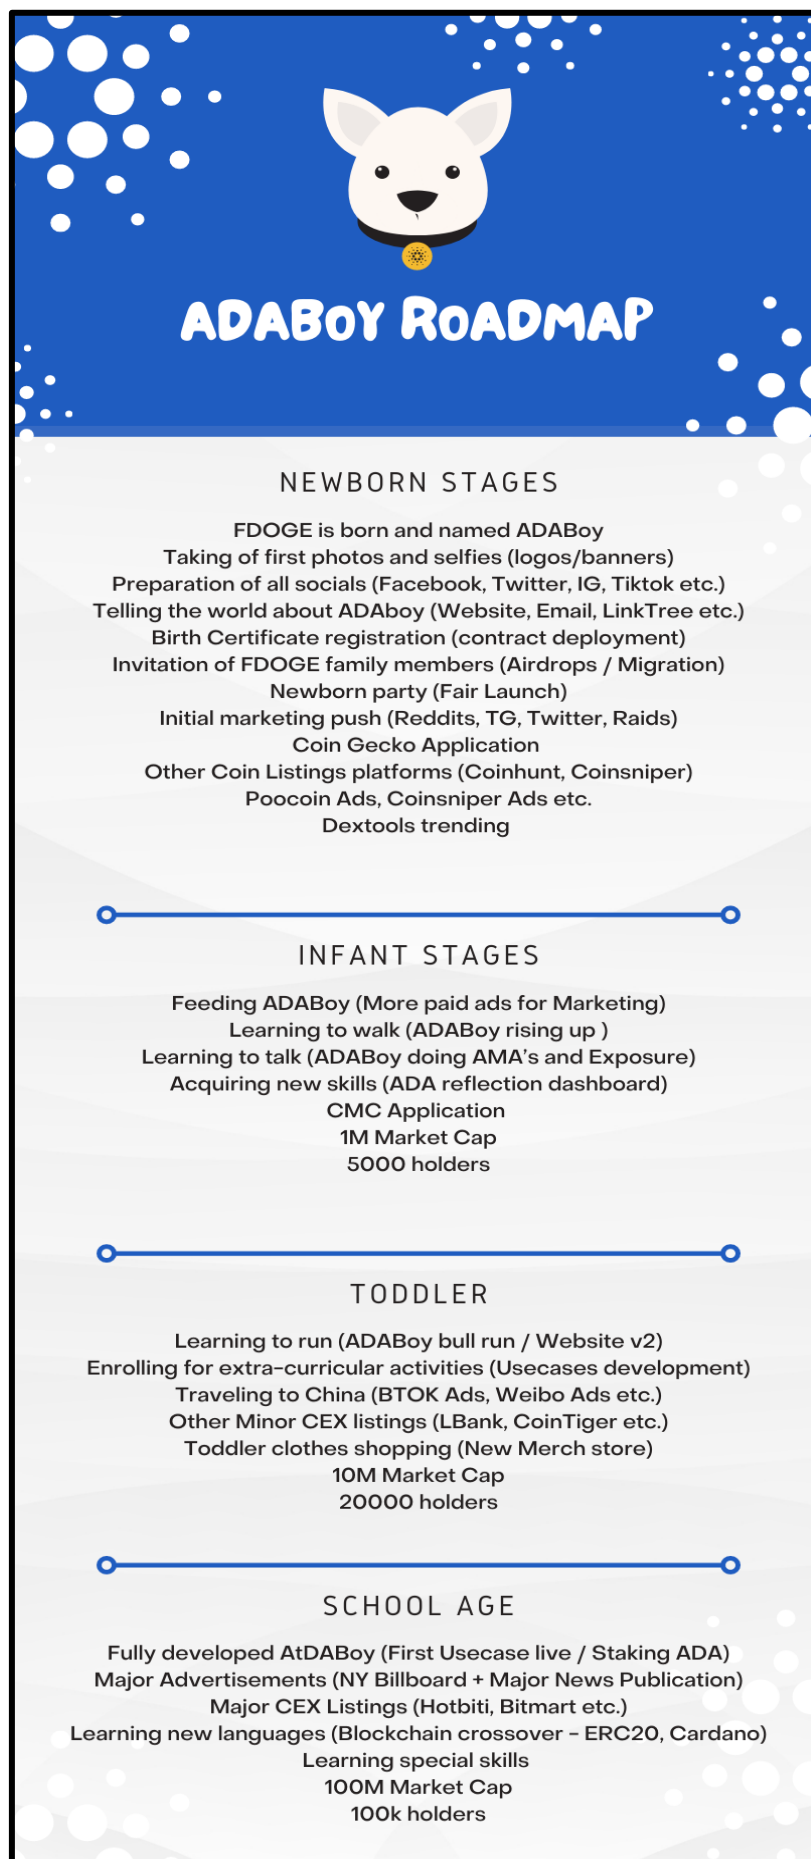 ADABOY ROADMAP
NEWBORN STAGES
FDOGE is born and named ADABoy
Taking of first photos and selfies (logos/banners)
Preparation of all socials (Facebook, Twitter, IG, Tiktok etc.)
Telling the world about ADAboy (Website, Email, LinkTree etc.)
Birth Certificate registration (contract deployment)
Invitation of FDOGE family members (Airdrops / Migration)
Newborn party (Fair Launch)
Initial marketing push (Reddits, TG, Twitter, Raids)
Coin Gecko Application
Other Coin Listings platforms (Coinhunt, Coinsniper)
Poocoin Ads, Coinsniper Ads etc.
Dextools trending
INFANT STAGES
Feeding ADABoy (More paid ads for Marketing)
Learning to walk (ADABoy rising up )
Learning to talk (ADABoy doing AMA's and Exposure)
Acquiring new skills (ADA reflection dashboard)
CMC Application
1M Market Cap
5000 holders
TODDLER
Learning to run (ADABoy bull run / Website v2)
Enrolling for extra-curricular activities (Usecases development)
Traveling to China (BTOK Ads, Weibo Ads etc.)
Other Minor CEX listings (LBank, CoinTiger etc.)
Toddler clothes shopping (New Merch store)
10M Market Cap
20000 holders
SCHOOL AGE
Fully developed AtDABoy (First Usecase live / Staking ADA)
Major Advertisements (NY Billboard + Major News Publication)
Major CEX Listings (Hotbiti, Bitmart etc.)
Learning new languages (Blockchain crossover - ERC20, Cardano)
Learning special skills
100M Market Cap
100k holders